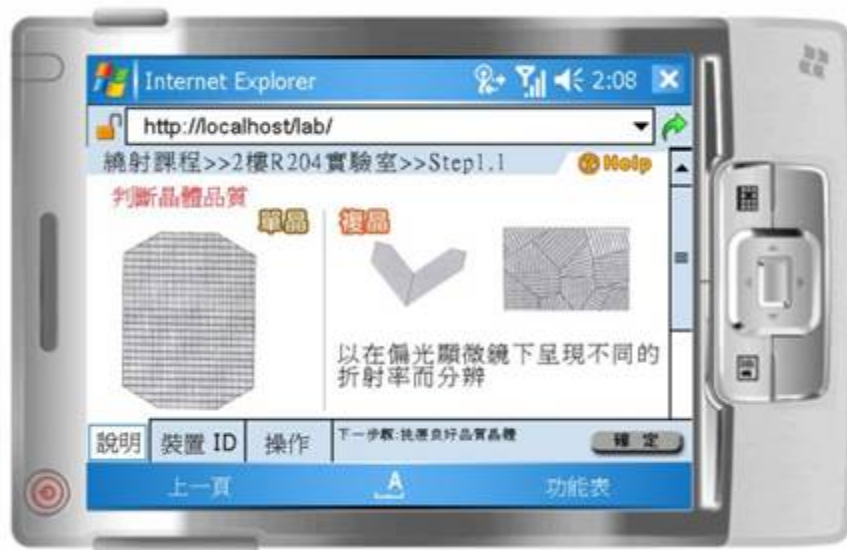 Internet Explorer 2:08
http://localhost/lab/
繞射課程>>2樓R204實驗室>>Step1.1 Help
判斷晶體品質
單晶
複晶
以在偏光顯微鏡下呈現不同的
折射率而分辨
說明 裝置 ID 操作 下一步驟:挑選良好品質晶體 確定
上一頁 A 功能表